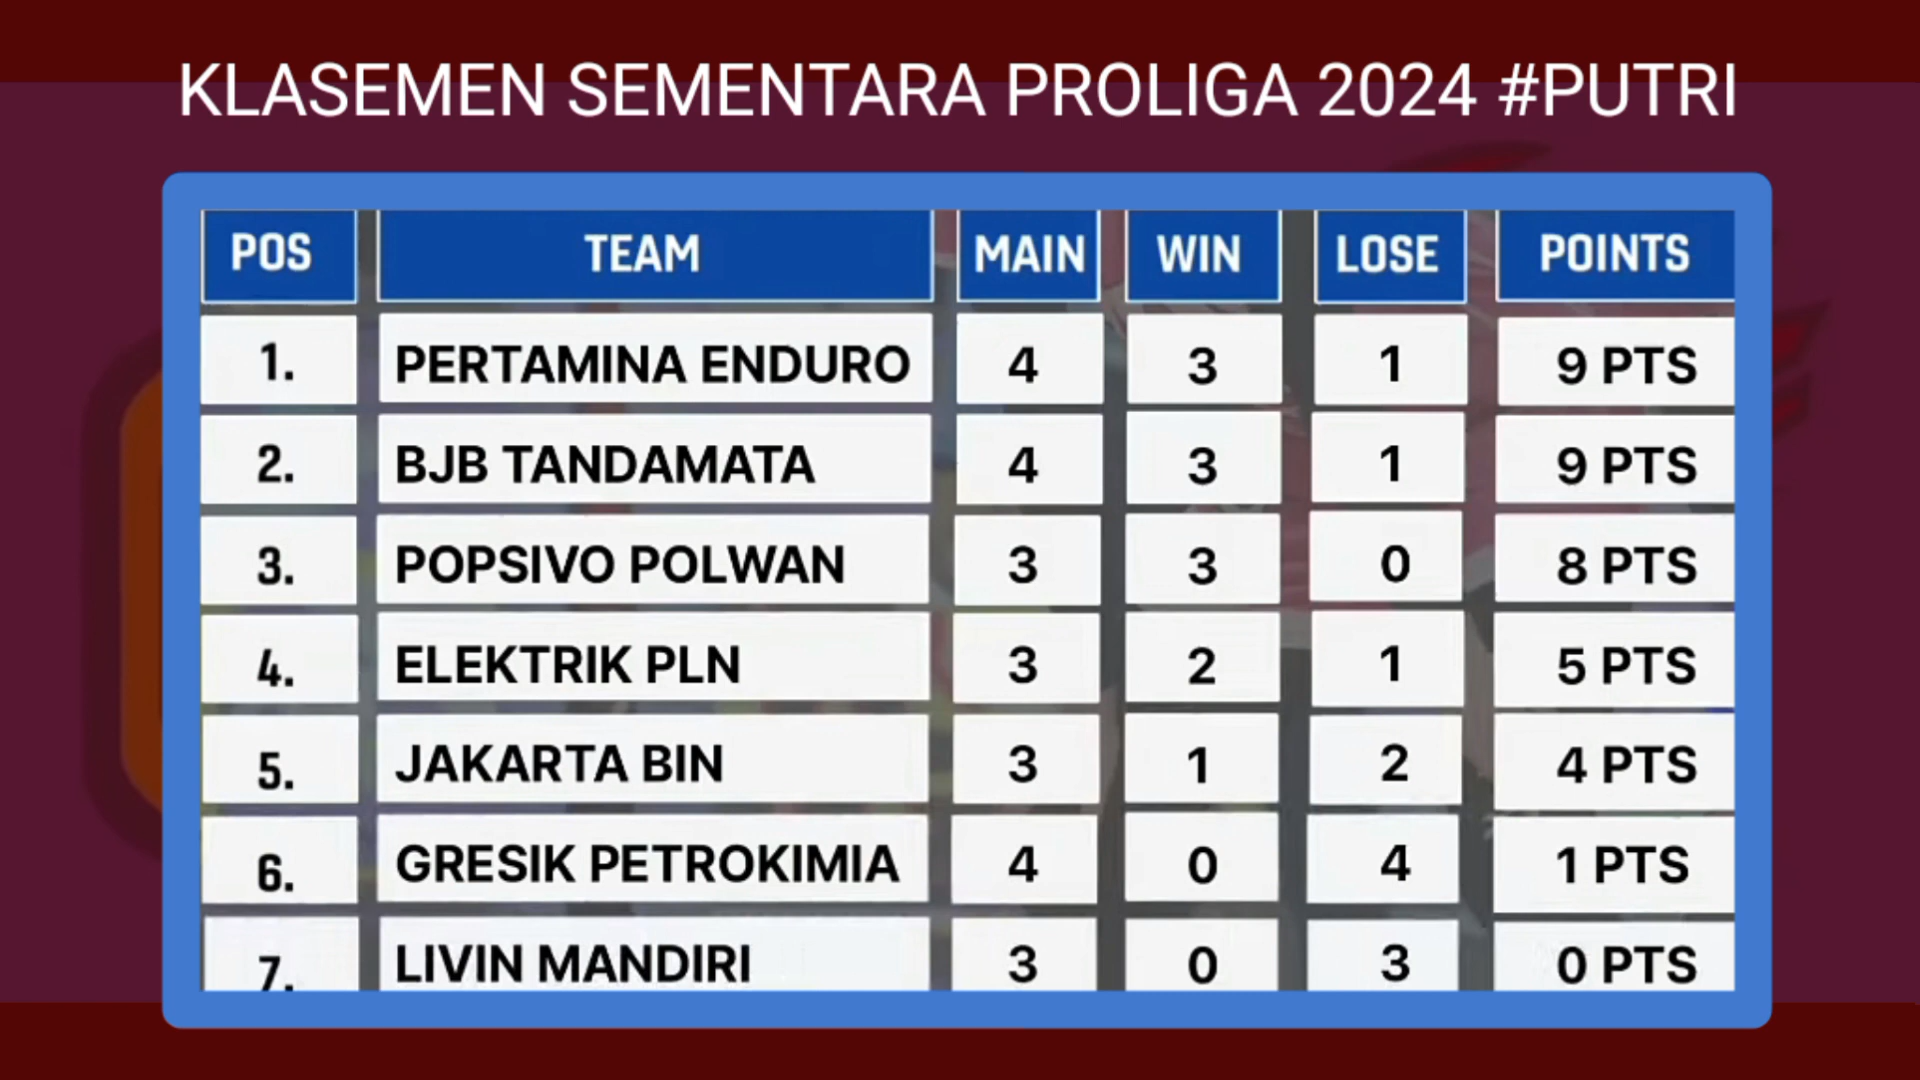 KLASEMEN SEMENTARA PROLIGA 2024 #PUTRI
POS TEAM MAIN WIN LOSE POINTS
1. PERTAMINA ENDURO 4 3 1 9 PTS
2. BJB TANDAMATA 4 3 1 9 PTS
3. POPSIVO POLWAN 3 3 0 8 PTS
4. ELEKTRIK PLN 3 2 1 5 PTS
5. JAKARTA BIN 3 1 2 4 PTS
6. GRESIK PETROKIMIA 4 0 4 1 PTS
7. LIVIN MANDIRI 3 0 3 0 PTS